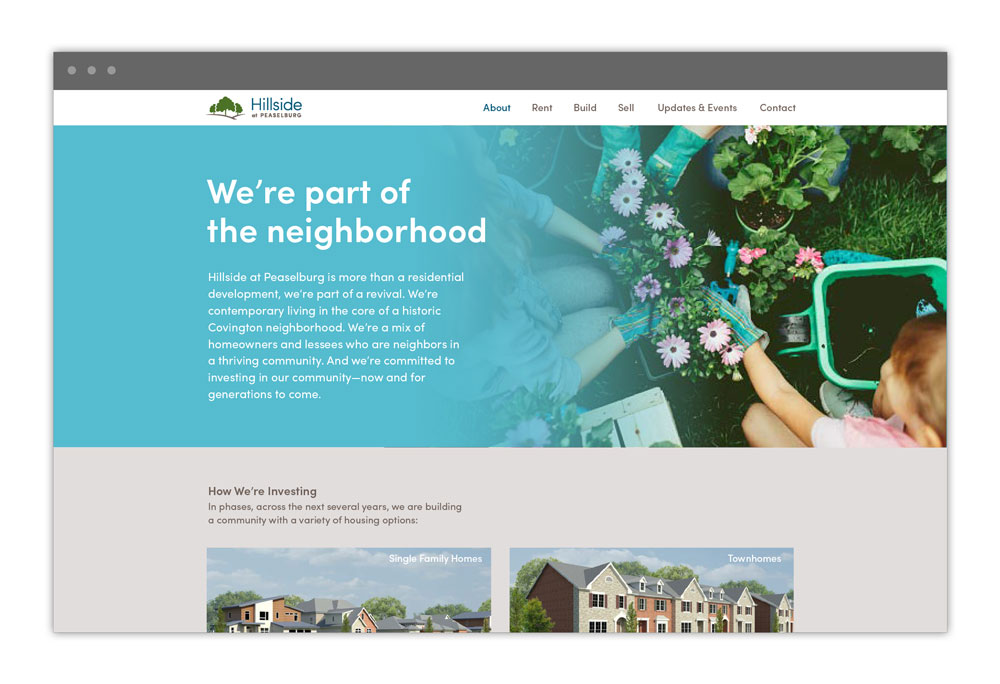 Hillside
at PEASELBURG
About Rent Build Sell Updates & Events Contact
We're part of
the neighborhood
Hillside at Peaselburg is more than a residential
development, we're part of a revival. We're
contemporary living in the core of a historic
Covington neighborhood. We're a mix of
homeowners and lessees who are neighbors in
a thriving community. And we're committed to
investing in our community—now and for
generations to come.
How We're Investing
In phases, across the next several years, we are building
a community with a variety of housing options:
Single Family Homes
Townhomes